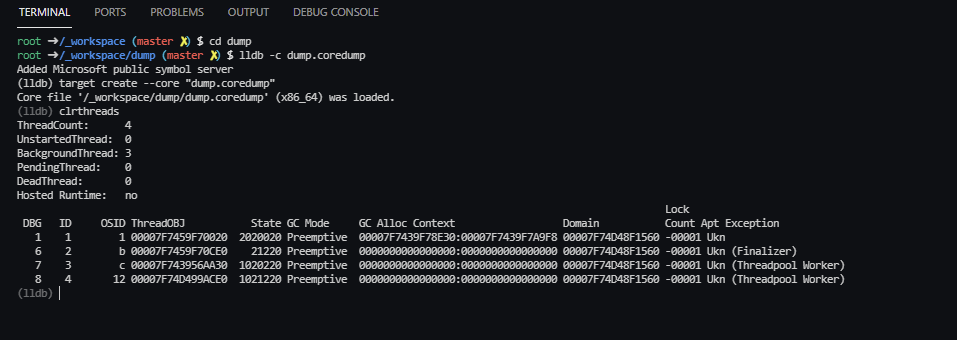 TERMINAL PORTS PROBLEMS OUTPUT DEBUG CONSOLE
root ➜/_workspace (master ✗) $ cd dump
root ➜/_workspace/dump (master ✗) $ lldb -c dump.coredump
Added Microsoft public symbol server
(lldb) target create --core "dump.coredump"
Core file '/_workspace/dump/dump.coredump' (x86_64) was loaded.
(lldb) clrthreads
ThreadCount:      4
UnstartedThread:  0
BackgroundThread: 3
PendingThread:    0
DeadThread:       0
Hosted Runtime:   no
Lock
DBG   ID     OSID ThreadOBJ           State GC Mode     GC Alloc Context                  Domain           Count Apt Exception
1    1        1 00007F7459F70020  2020020 Preemptive  00007F7439F78E30:00007F7439F7A9F8 00007F74D48F1560 -00001 Ukn
6    2        b 00007F7459F70CE0    21220 Preemptive  0000000000000000:0000000000000000 00007F74D48F1560 -00001 Ukn (Finalizer)
7    3        c 00007F743956AA30  1020220 Preemptive  0000000000000000:0000000000000000 00007F74D48F1560 -00001 Ukn (Threadpool Worker)
8    4       12 00007F74D499ACE0  1021220 Preemptive  0000000000000000:0000000000000000 00007F74D48F1560 -00001 Ukn (Threadpool Worker)
(lldb)